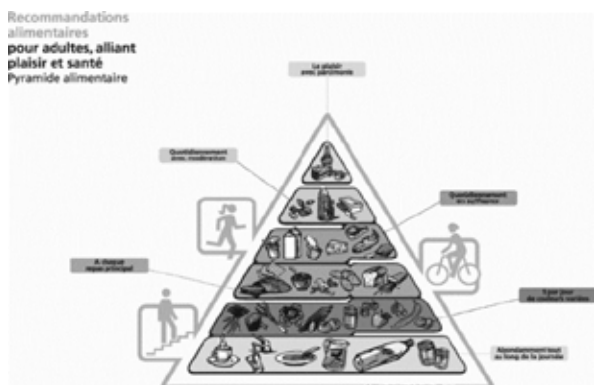 Recommandations
alimentaires
pour adultes, alliant
plaisir et santé
Pyramide alimentaire
Le plaisir
avec parcimonie
Quotidiennement
avec modération
Quotidiennement
en suffisance
A chaque
repas principal
5 par jour
de couleurs variées
Abondamment tout
au long de la journée